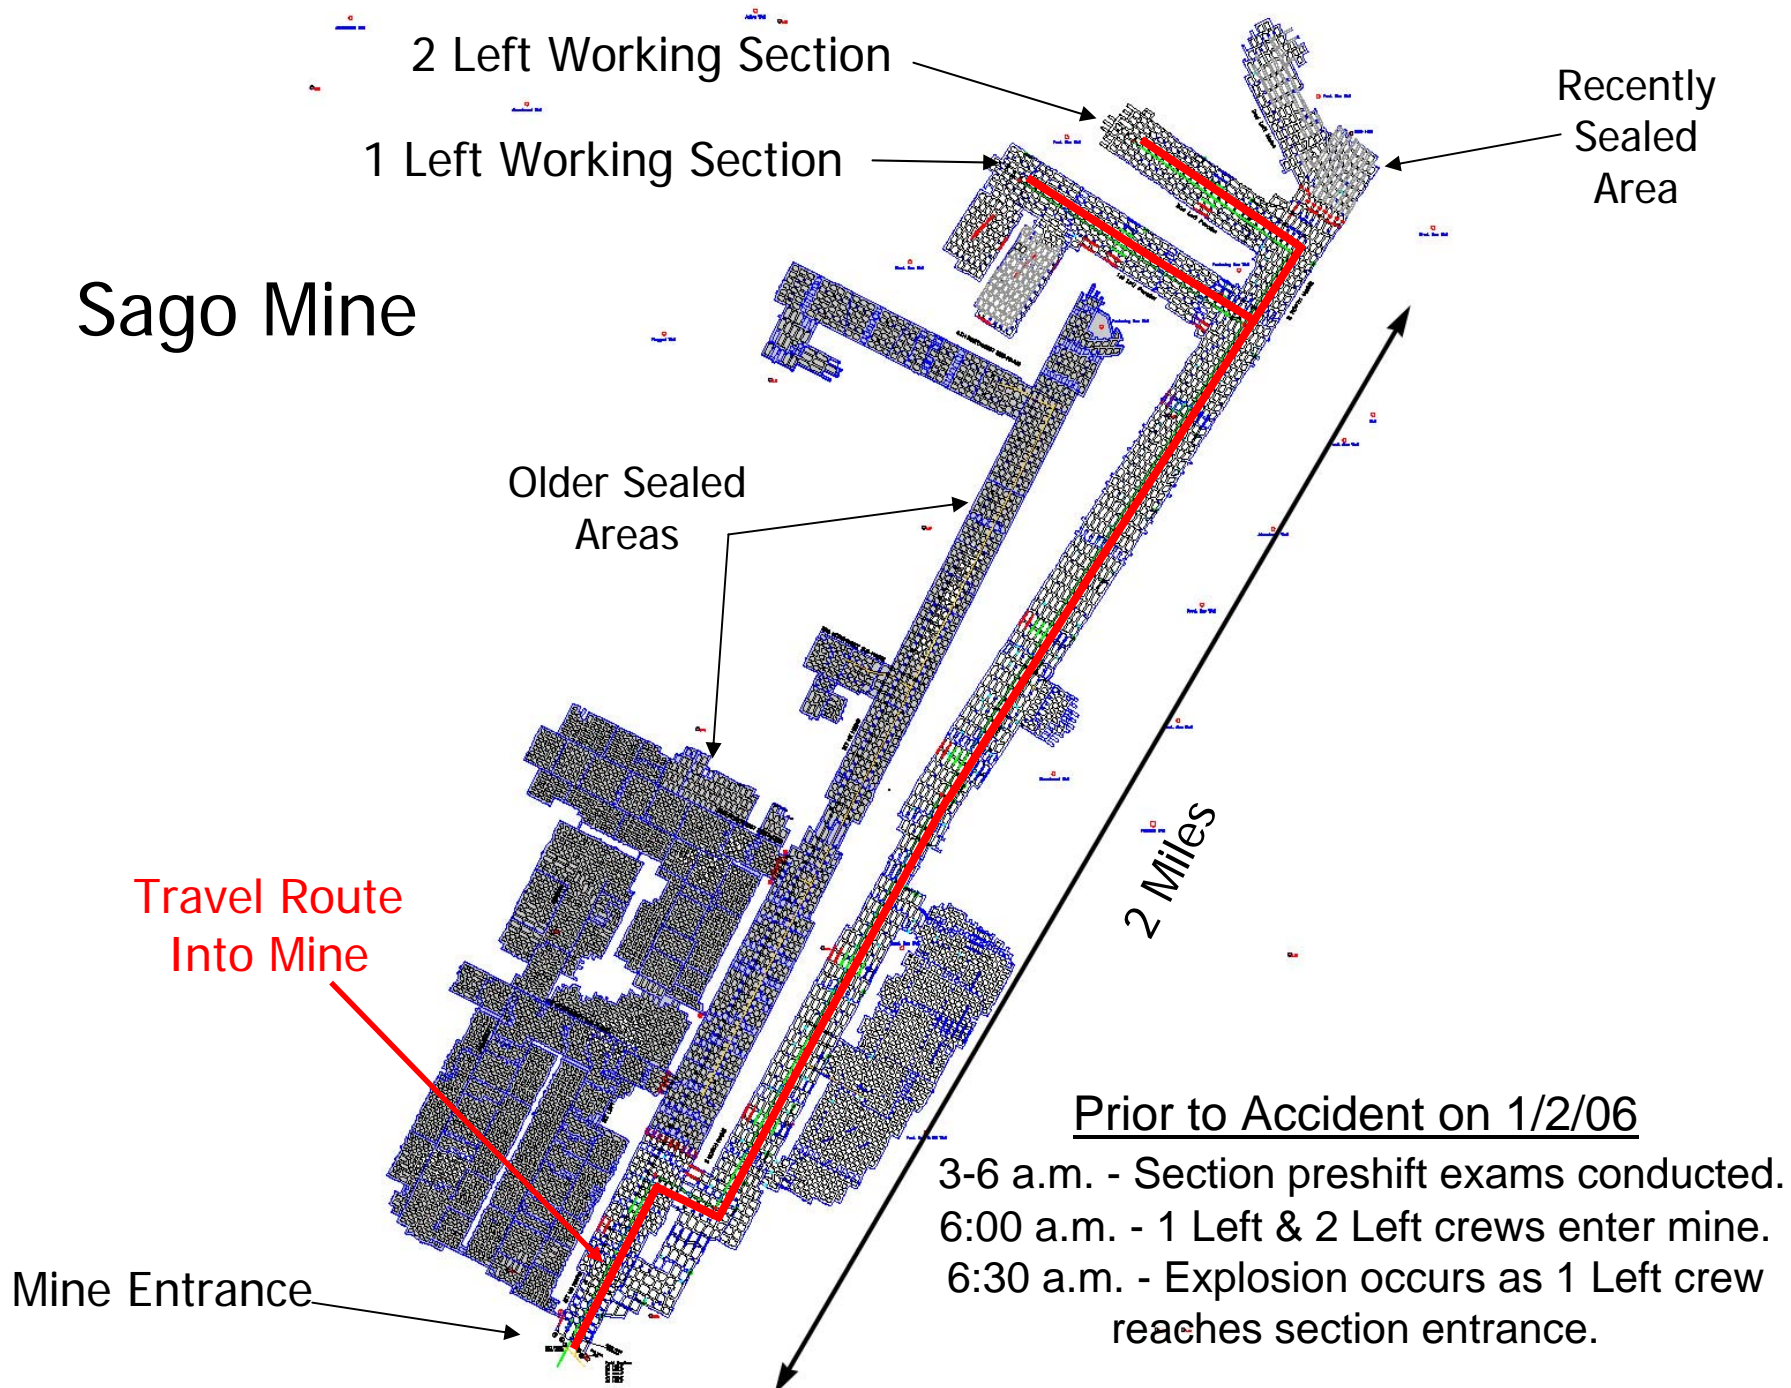 2 Left Working Section
1 Left Working Section
Recently
Sealed
Area
Sago Mine
Older Sealed
Areas
2 Miles
Travel Route
Into Mine
Mine Entrance
Prior to Accident on 1/2/06
3-6 a.m. - Section preshift exams conducted.
6:00 a.m. - 1 Left & 2 Left crews enter mine.
6:30 a.m. - Explosion occurs as 1 Left crew
reaches section entrance.